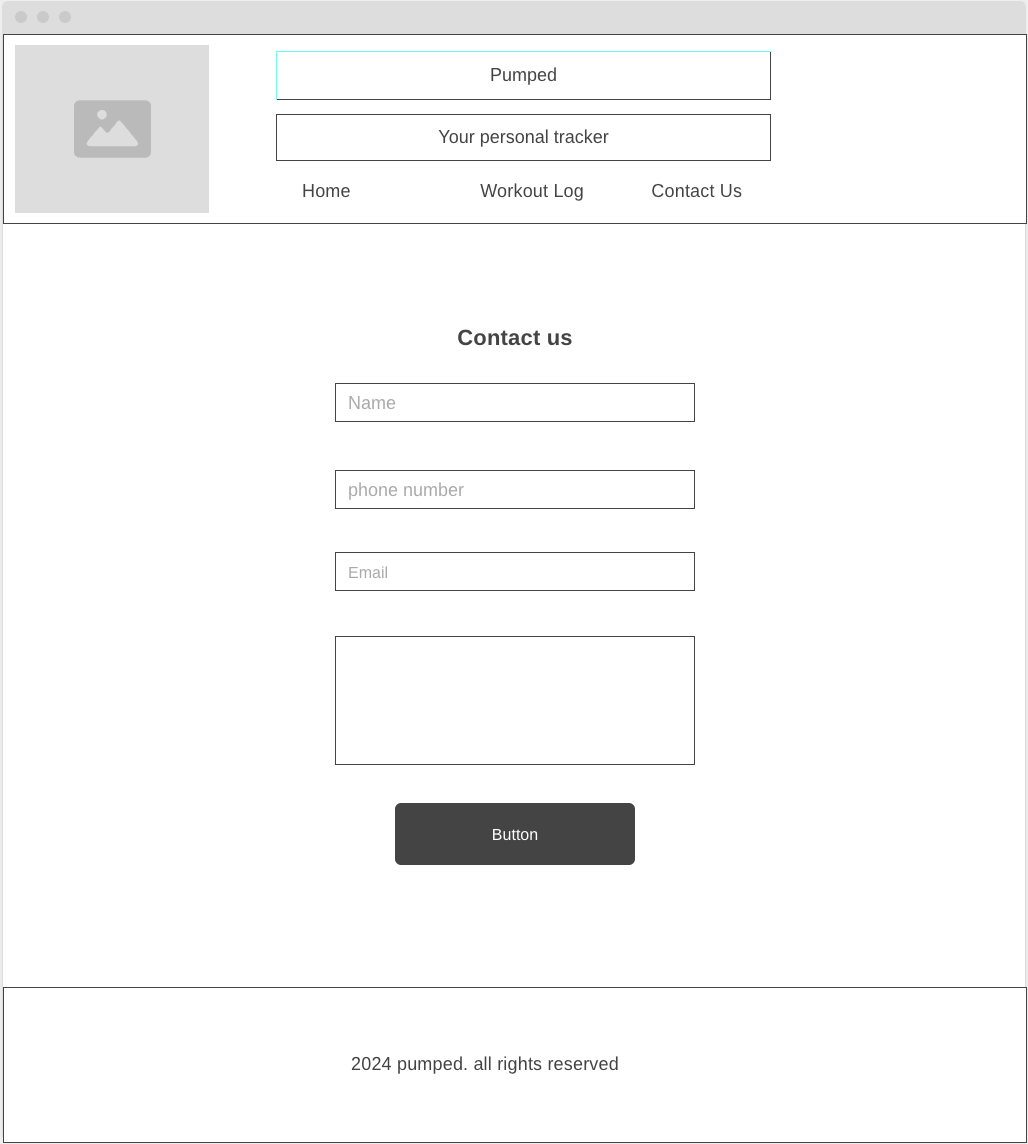 Pumped
Your personal tracker
Home Workout Log Contact Us
Contact us
Name
phone number
Email
Button
2024 pumped. all rights reserved